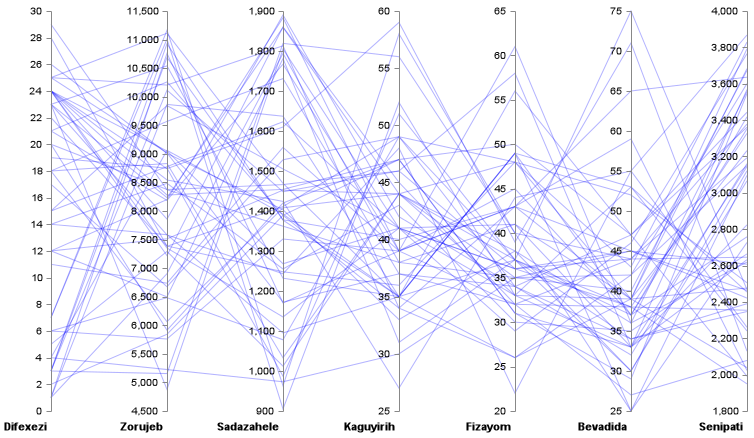 30 11,500 1,900 60 65 75 4,000
28 11,000 1,800 55 60 70 3,800
26 10,500 1,700 50 55 65 3,600
24 10,000 1,600 45 50 60 3,400
22 9,500 1,500 40 45 55 3,200
20 9,000 1,400 35 40 50 3,000
18 8,500 1,300 30 35 45 2,800
16 8,000 1,200 25 30 40 2,600
14 7,500 1,100 25 35 2,400
12 7,000 1,000 20 30 2,200
10 6,500 900 25 2,000
8 6,000 1,800
6 5,500
4 5,000
2 4,500
0
Difexezi Zorujeb Sadazahele Kaguyirih Fizayom Bevadida Senipati